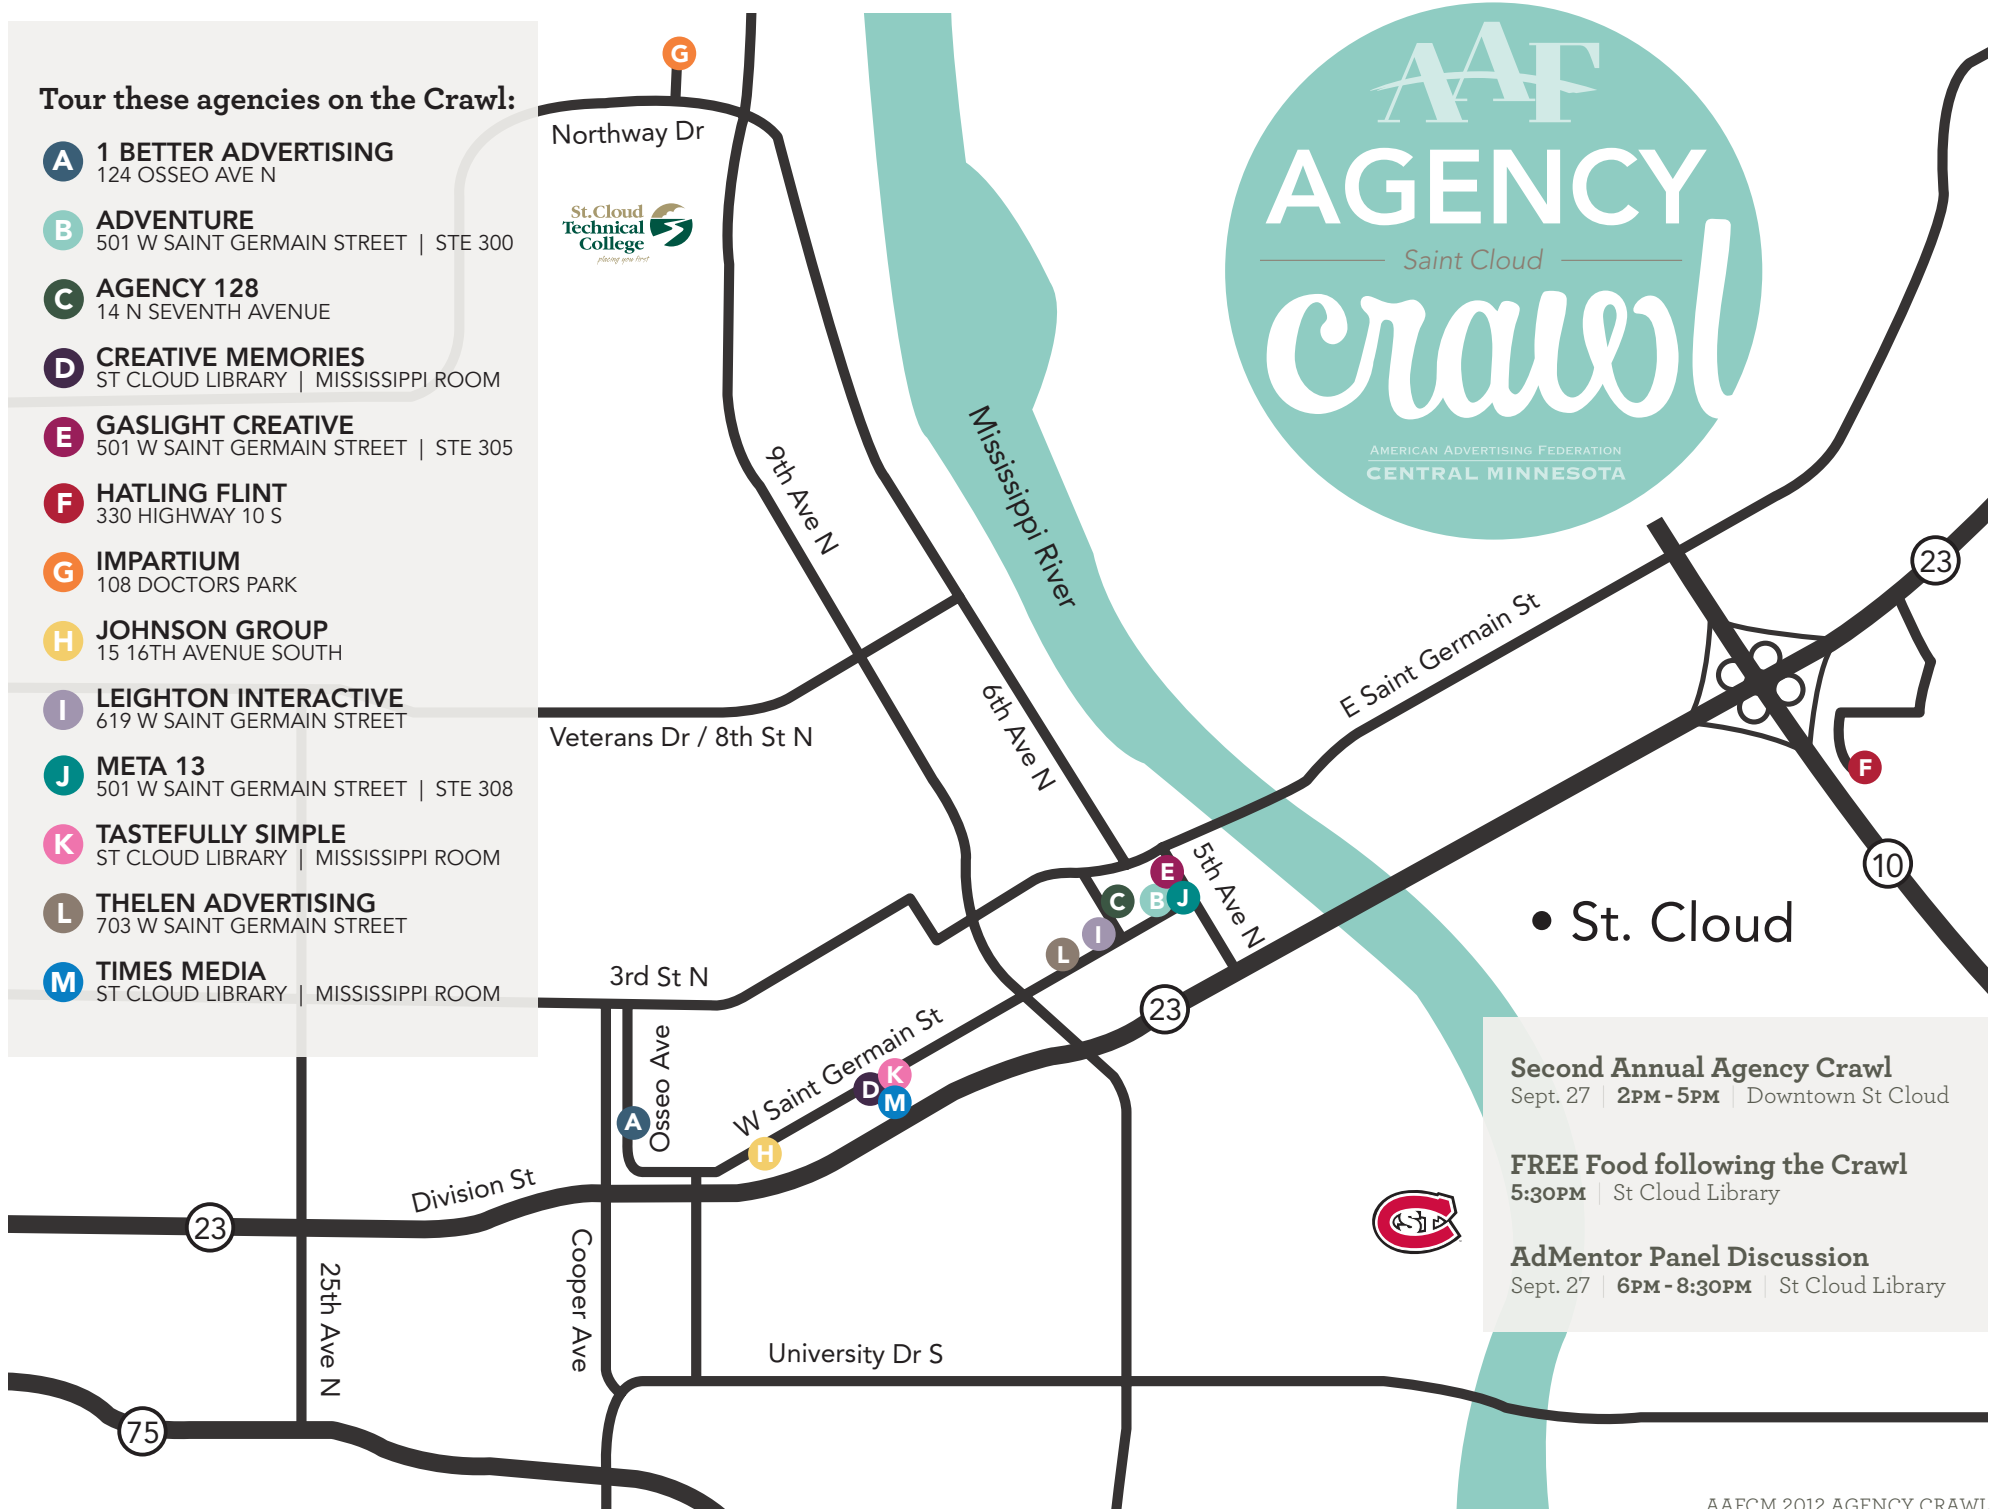 Tour these agencies on the Crawl:
A 1 BETTER ADVERTISING
124 OSSEO AVE N
B ADVENTURE
501 W SAINT GERMAIN STREET | STE 300
C AGENCY 128
14 N SEVENTH AVENUE
D CREATIVE MEMORIES
ST CLOUD LIBRARY | MISSISSIPPI ROOM
E GASLIGHT CREATIVE
501 W SAINT GERMAIN STREET | STE 305
F HATLING FLINT
330 HIGHWAY 10 S
G IMPARTIUM
108 DOCTORS PARK
H JOHNSON GROUP
15 16TH AVENUE SOUTH
I LEIGHTON INTERACTIVE
619 W SAINT GERMAIN STREET
J META 13
501 W SAINT GERMAIN STREET | STE 308
K TASTEFULLY SIMPLE
ST CLOUD LIBRARY | MISSISSIPPI ROOM
L THELEN ADVERTISING
703 W SAINT GERMAIN STREET
M TIMES MEDIA
ST CLOUD LIBRARY | MISSISSIPPI ROOM
G
Northway Dr
St.Cloud
Technical
College
placing you first
AAF
AGENCY
Saint Cloud
crawl
AMERICAN ADVERTISING FEDERATION
CENTRAL MINNESOTA
9th Ave N
Mississippi River
23
E Saint Germain St
6th Ave N
Veterans Dr / 8th St N
F
10
5th Ave N
E
C
B
J
I
L
• St. Cloud
3rd St N
23
Osseo Ave
W Saint Germain St
K
D
M
A
H
Division St
23
Cooper Ave
25th Ave N
University Dr S
75
STC
Second Annual Agency Crawl
Sept. 27 | 2PM - 5PM | Downtown St Cloud
FREE Food following the Crawl
5:30PM | St Cloud Library
AdMentor Panel Discussion
Sept. 27 | 6PM - 8:30PM | St Cloud Library
AAFCM 2012 AGENCY CRAWL